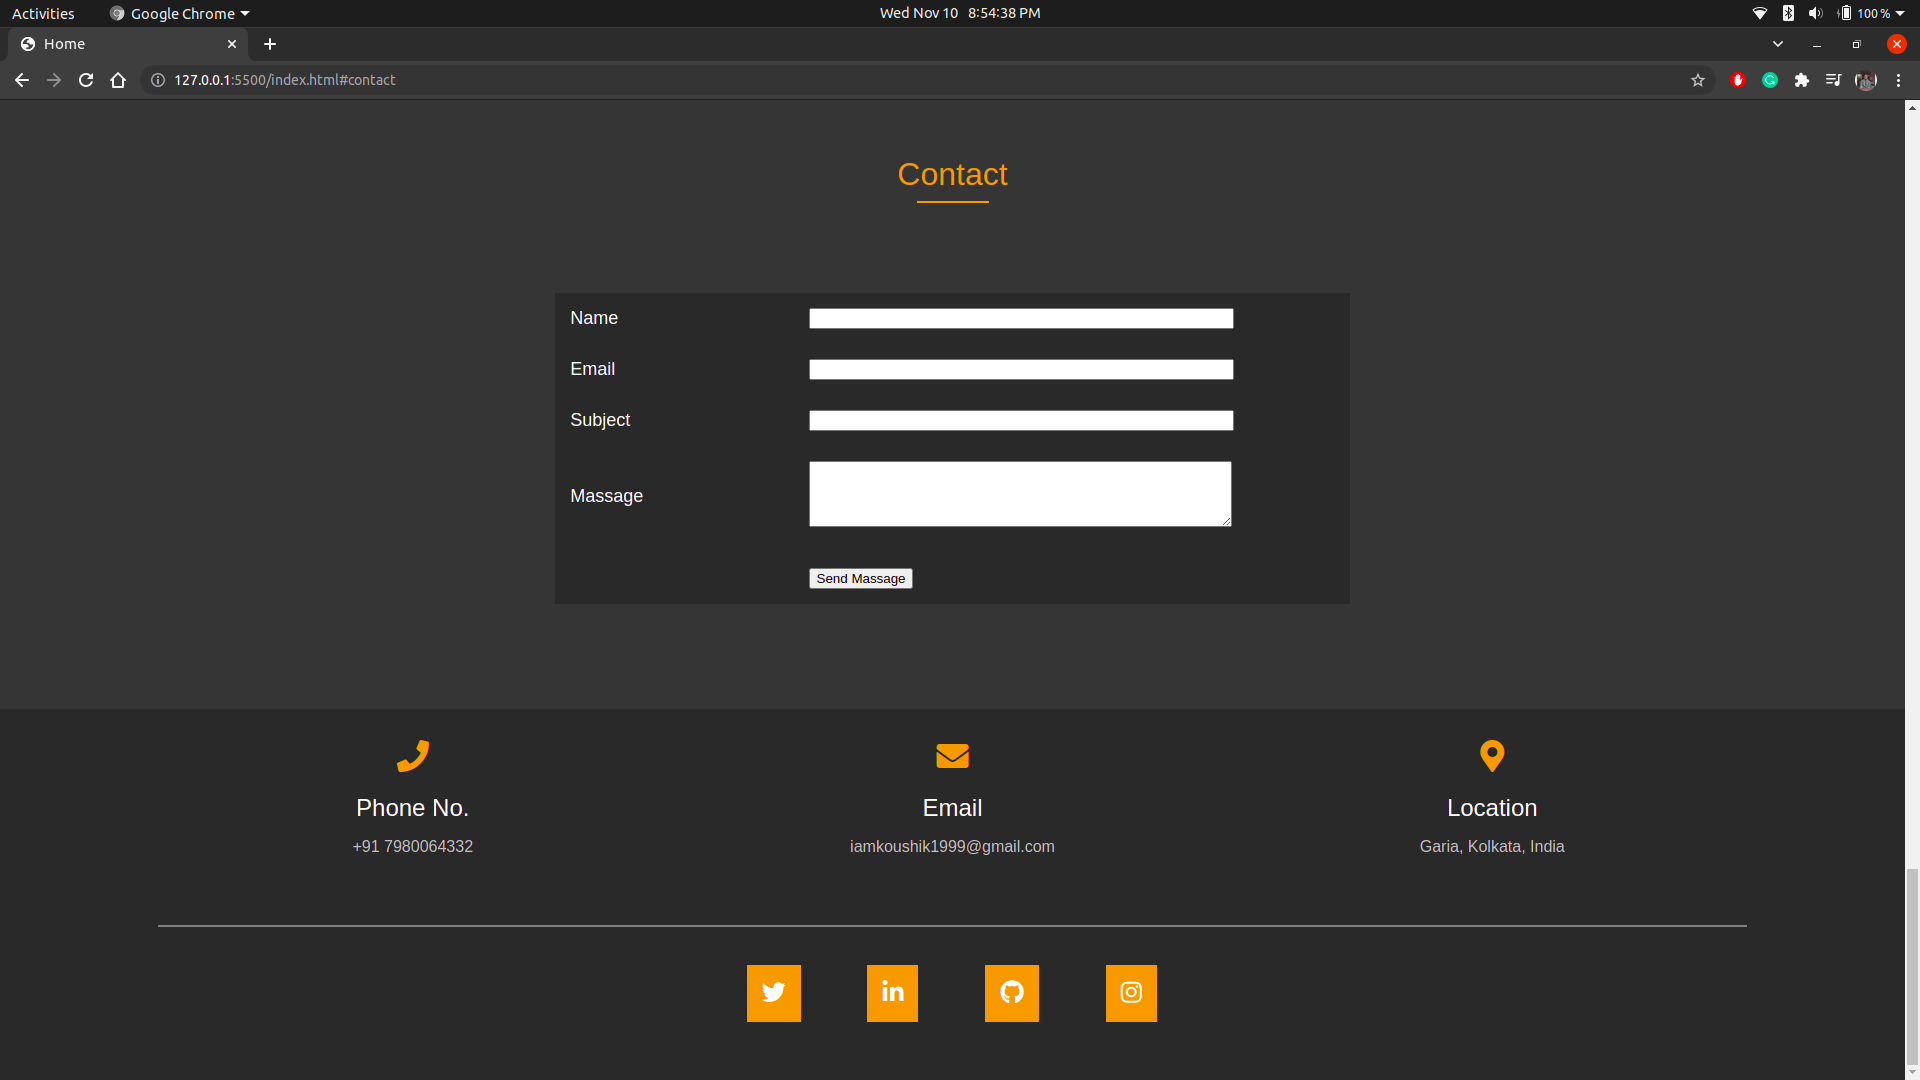 Activities
Google Chrome
Wed Nov 10 8:54:38 PM
100 %
Home
127.0.0.1:5500/index.html#contact
Contact
Name
Email
Subject
Massage
Send Massage
Phone No.
Email
Location
+91 7980064332
iamkoushik1999@gmail.com
Garia, Kolkata, India
in